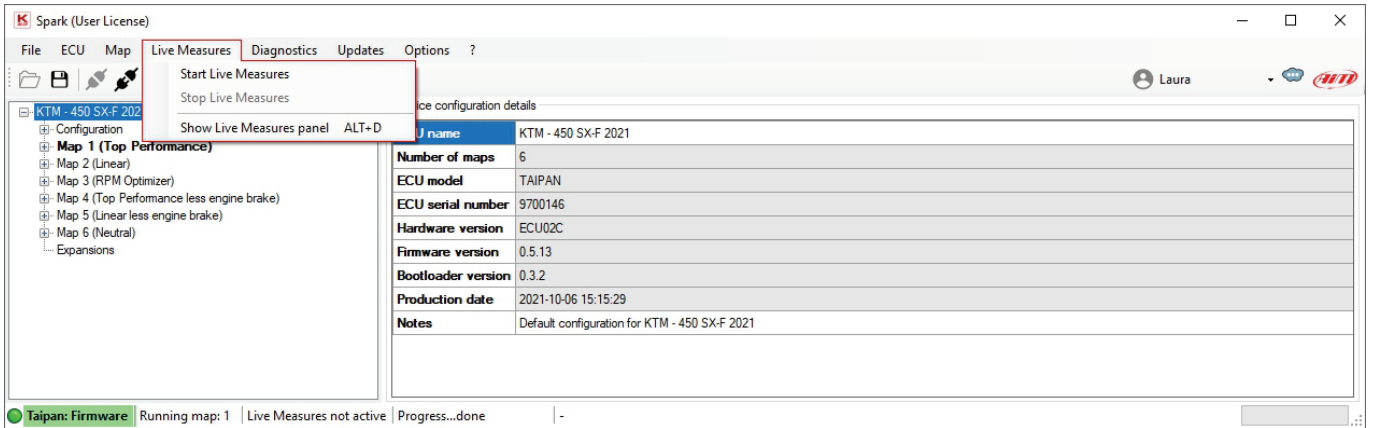 Spark (User License)
File ECU Map Live Measures Diagnostics Updates Options ?
Start Live Measures
Stop Live Measures
Show Live Measures panel ALT+D
Laura
AiM
KTM - 450 SX-F 202
Configuration
Map 1 (Top Performance)
Map 2 (Linear)
Map 3 (RPM Optimizer)
Map 4 (Top Performance less engine brake)
Map 5 (Linear less engine brake)
Map 6 (Neutral)
Expansions
ice configuration details
U name KTM - 450 SX-F 2021
Number of maps 6
ECU model TAIPAN
ECU serial number 9700146
Hardware version ECU02C
Firmware version 0.5.13
Bootloader version 0.3.2
Production date 2021-10-06 15:15:29
Notes Default configuration for KTM - 450 SX-F 2021
Taipan: Firmware Running map: 1 Live Measures not active Progress...done -